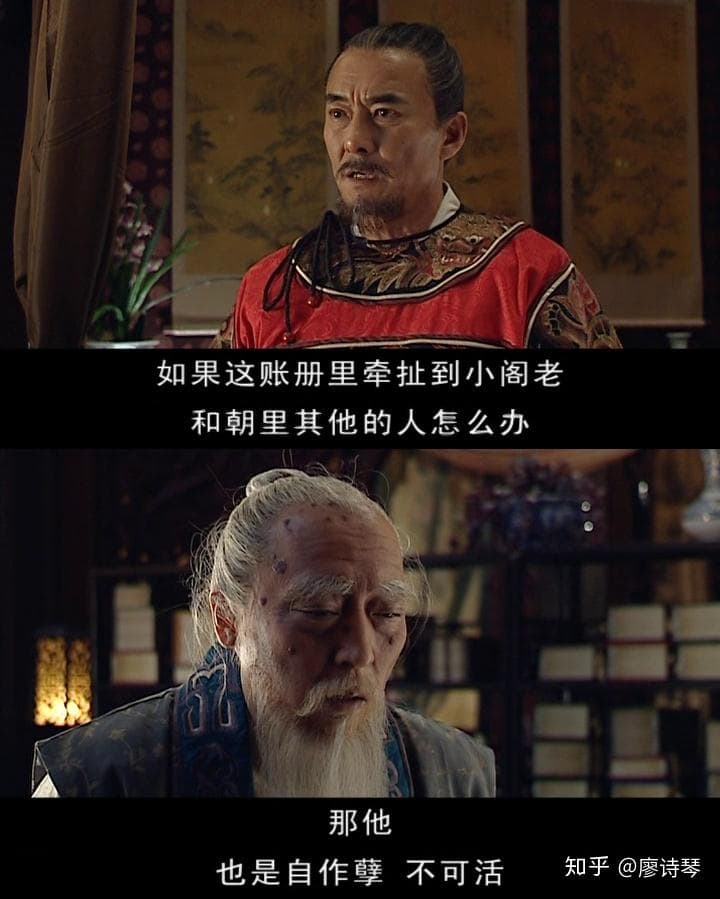 如果这账册里牵扯到小阁老
和朝里其他的人怎么办
那他
也是自作孽 不可活
知乎 @廖诗琴